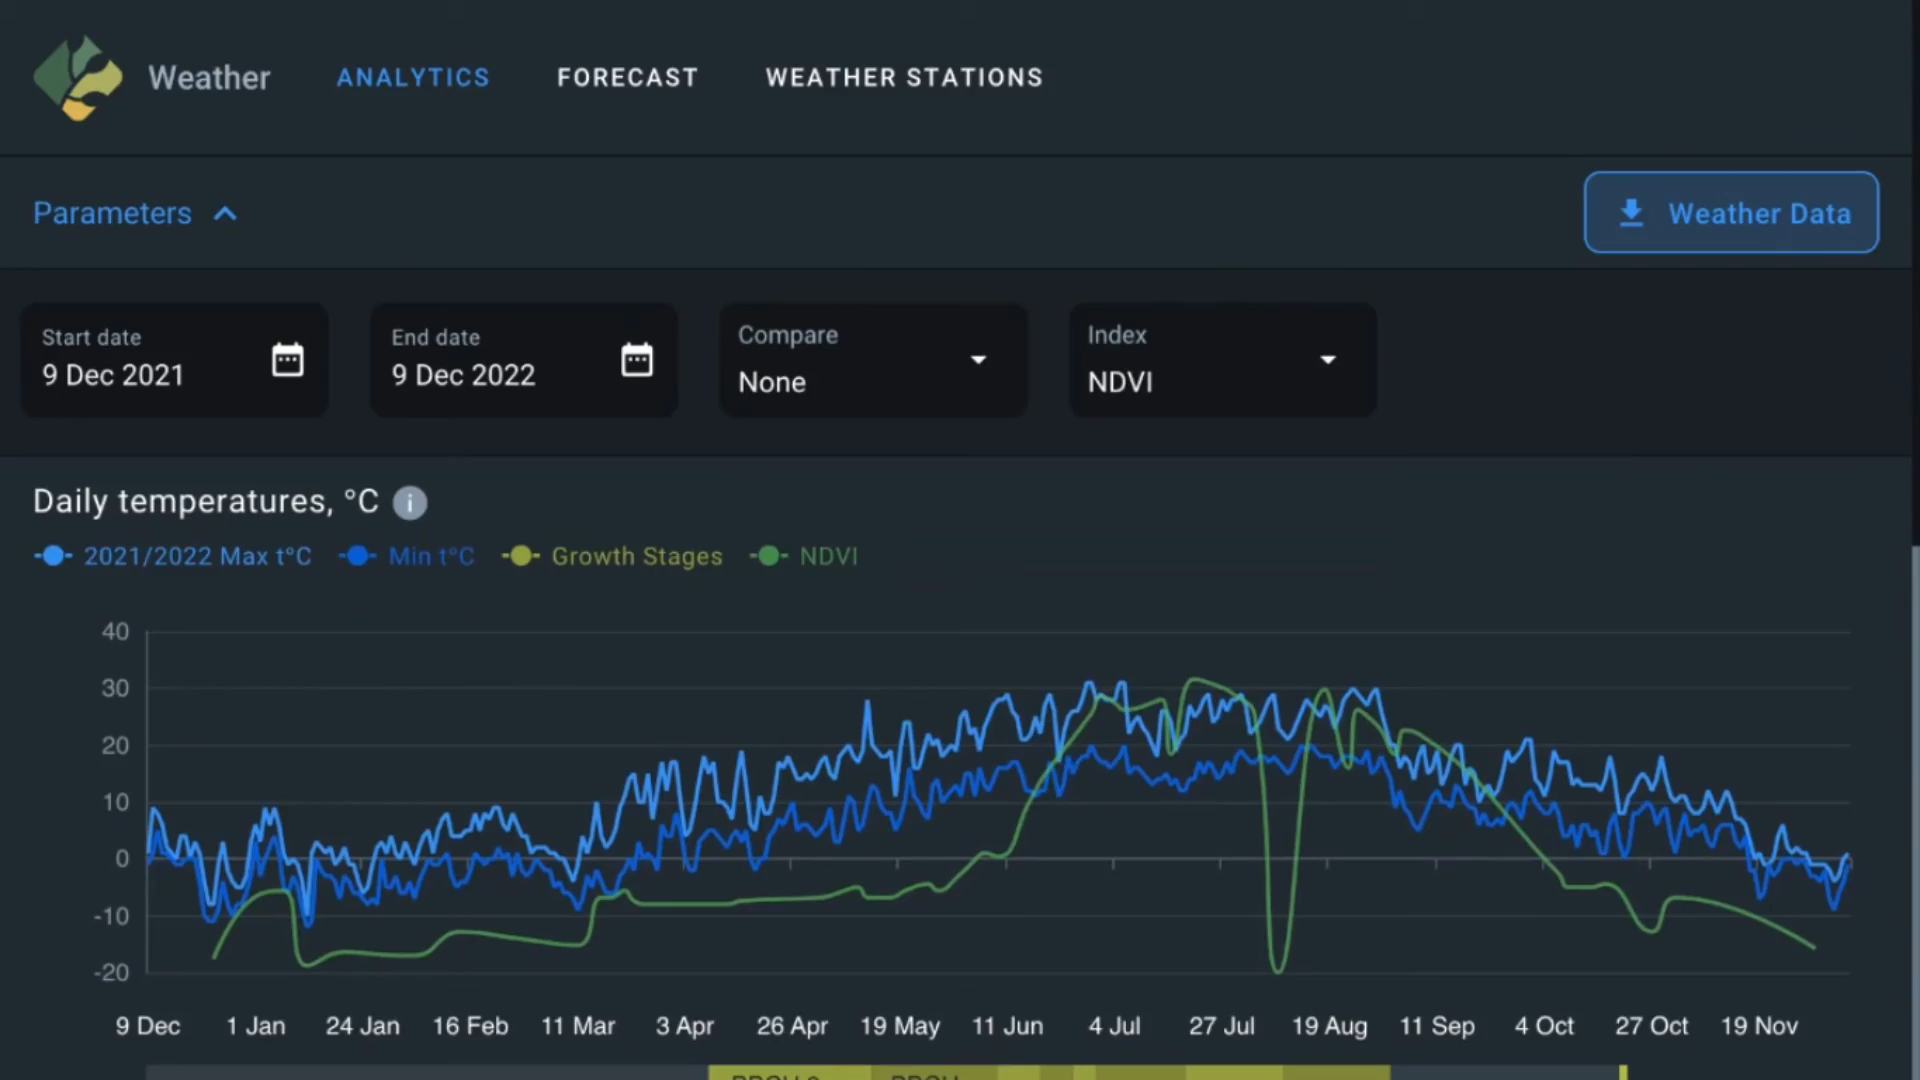 Weather ANALYTICS FORECAST WEATHER STATIONS
Parameters Weather Data
Start date End date Compare Index
9 Dec 2021 9 Dec 2022 None NDVI
Daily temperatures, °C i
2021/2022 Max t°C Min t°C Growth Stages NDVI
40
30
20
10
0
-10
-20
9 Dec 1 Jan 24 Jan 16 Feb 11 Mar 3 Apr 26 Apr 19 May 11 Jun 4 Jul 27 Jul 19 Aug 11 Sep 4 Oct 27 Oct 19 Nov